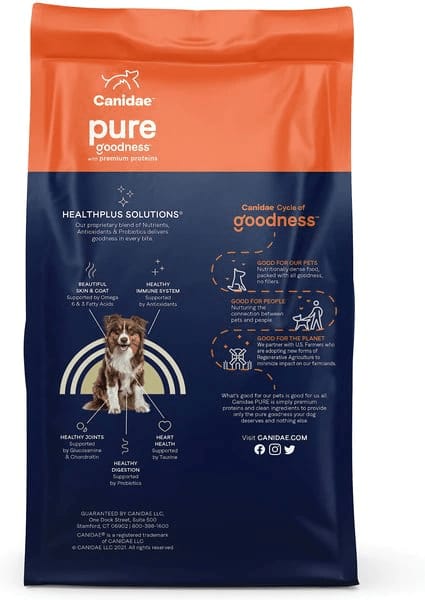 Canidae™
pure
goodness™
with premium proteins
HEALTHPLUS SOLUTIONS®
Our proprietary blend of Nutrients,
Antioxidants & Probiotics delivers
goodness in every bite.
BEAUTIFUL
SKIN & COAT
Supported by Omega
6 & 3 Fatty Acids
HEALTHY
IMMUNE SYSTEM
Supported
by Antioxidants
HEALTHY JOINTS
Supported
by Glucosamine
& Chondroitin
HEALTHY
DIGESTION
Supported
by Probiotics
HEART
HEALTH
Supported
by Taurine
GUARANTEED BY CANIDAE LLC,
One Dock Street, Suite 500
Stamford, CT 06902 | 800-398-1600
CANIDAE® is a registered trademark
of CANIDAE LLC
© CANIDAE LLC 2021. All rights reserved
Canidae Cycle of
goodness™
GOOD FOR OUR PETS
Nutritionally dense food,
packed with all goodness,
no fillers.
GOOD FOR PEOPLE
Nurturing the
connection between
pets and people.
GOOD FOR THE PLANET
We partner with U.S. Farmers who
are adopting new forms of
Regenerative Agriculture to
minimize impact on our farmlands.
What's good for our pets is good for us all.
Canidae PURE is simply premium
proteins and clean ingredients to provide
only the pure goodness your dog
deserves and nothing else.
Visit CANIDAE.COM